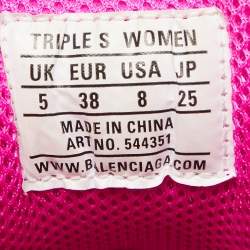 TRIPLE S WOMEN
UK EUR USA JP
5 38 8 25
MADE IN CHINA
ART NO. 544351
WWW.BALENCIAGA.COM